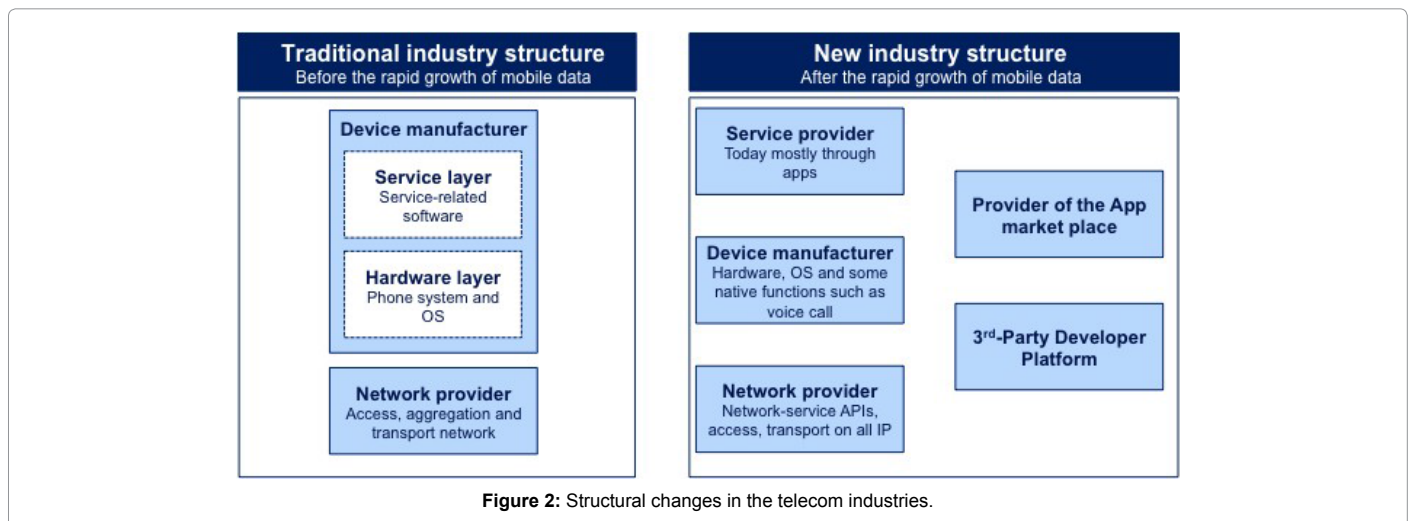 Traditional industry structure
Before the rapid growth of mobile data
Device manufacturer
Service layer
Service-related
software
Hardware layer
Phone system and
OS
Network provider
Access, aggregation and
transport network
New industry structure
After the rapid growth of mobile data
Service provider
Today mostly through
apps
Device manufacturer
Hardware, OS and some
native functions such as
voice call
Network provider
Network-service APIs,
access, transport on all IP
Provider of the App
market place
3rd-Party Developer
Platform
Figure 2: Structural changes in the telecom industries.